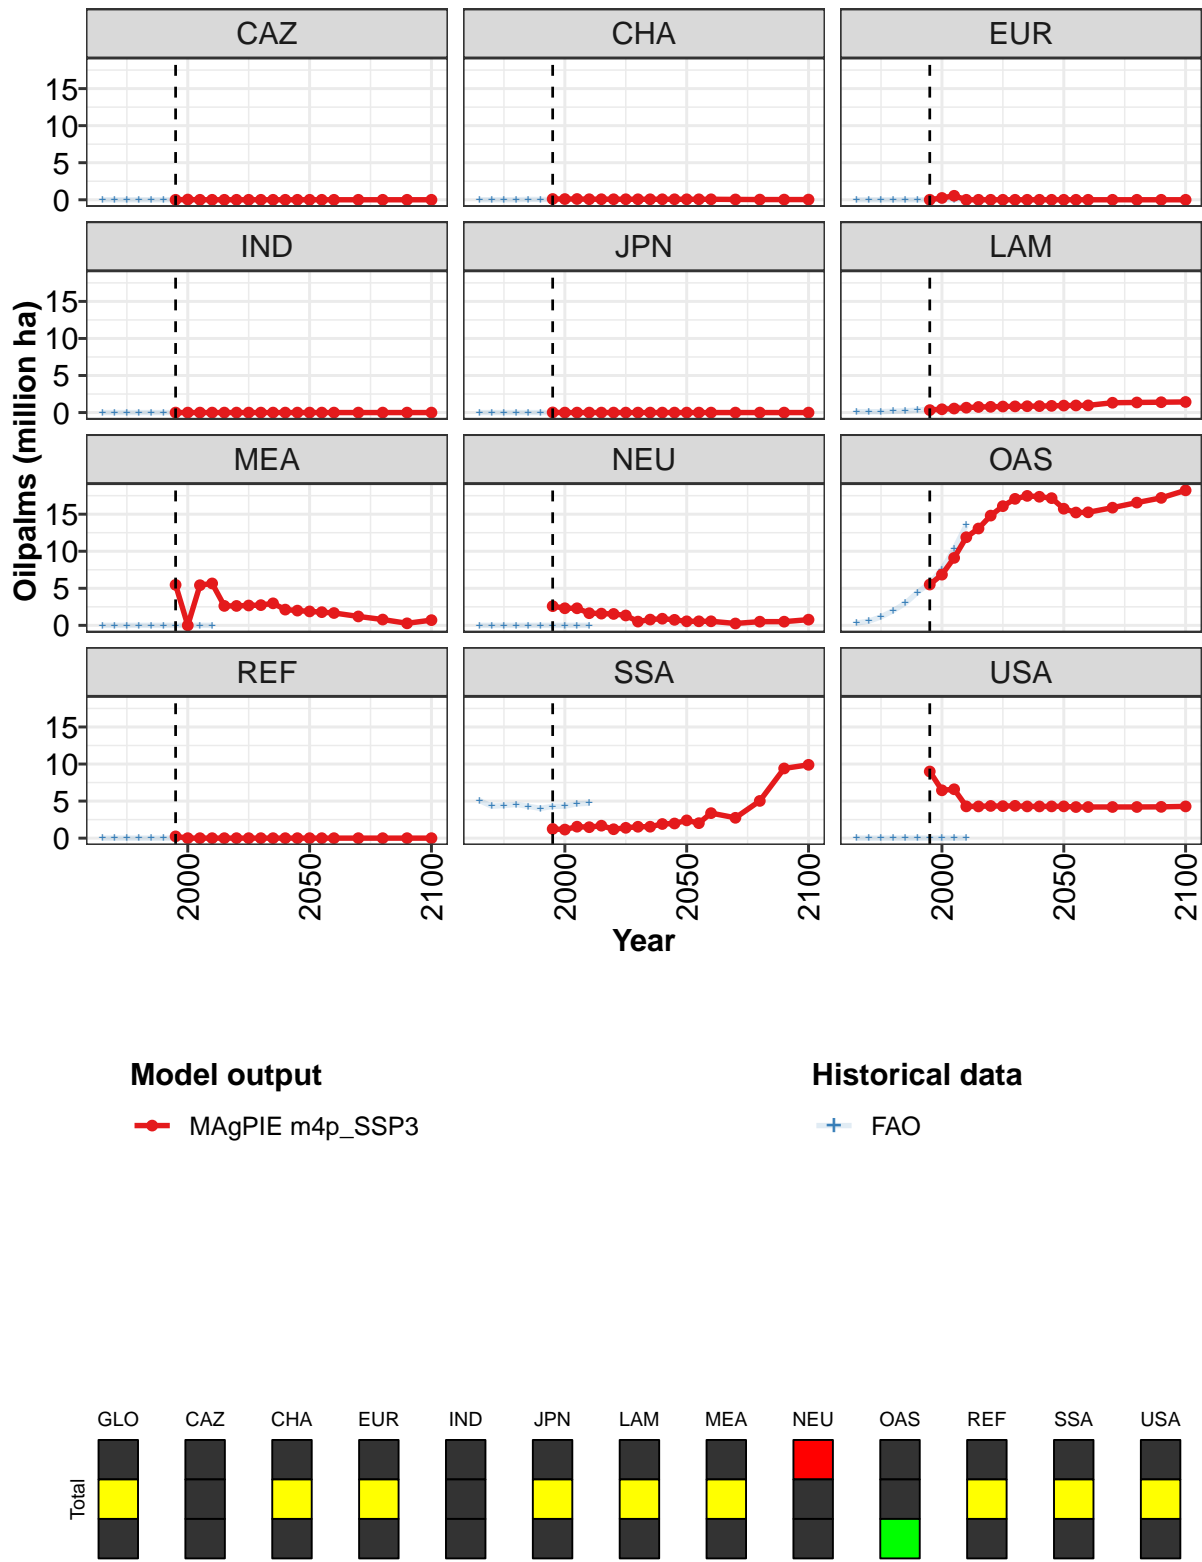 CAZ CHA EUR
15
10
5
0
IND JPN LAM
15
10
5
0
MEA NEU OAS
15
10
5
0
REF SSA USA
15
10
5
0
Oilpalms (million ha)
2000 2050 2100 2000 2050 2100 2000 2050 2100
Year
Model output Historical data
MAgPIE m4p_SSP3 FAO
GLO CAZ CHA EUR IND JPN LAM MEA NEU OAS REF SSA USA
Total